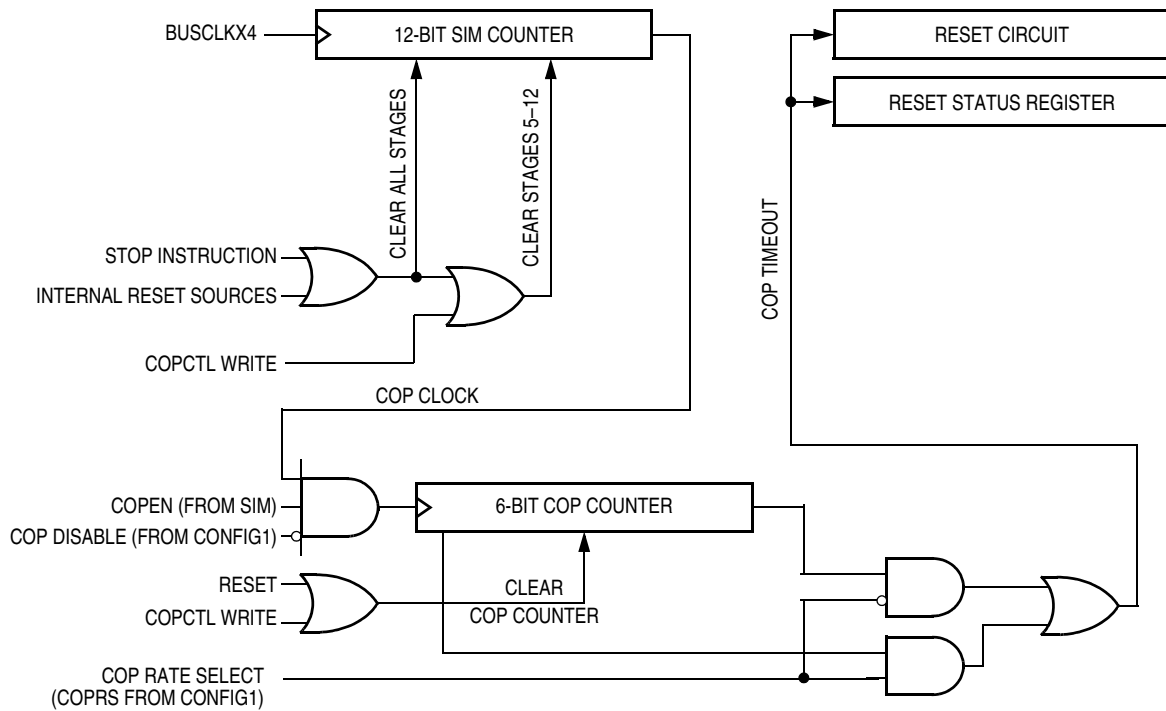 BUSCLKX4
12-BIT SIM COUNTER
RESET CIRCUIT
RESET STATUS REGISTER
CLEAR ALL STAGES
CLEAR STAGES 5–12
COP TIMEOUT
STOP INSTRUCTION
INTERNAL RESET SOURCES
COPCTL WRITE
COP CLOCK
COPEN (FROM SIM)
6-BIT COP COUNTER
COP DISABLE (FROM CONFIG1)
RESET
CLEAR
COPCTL WRITE
COP COUNTER
COP RATE SELECT
(COPRS FROM CONFIG1)